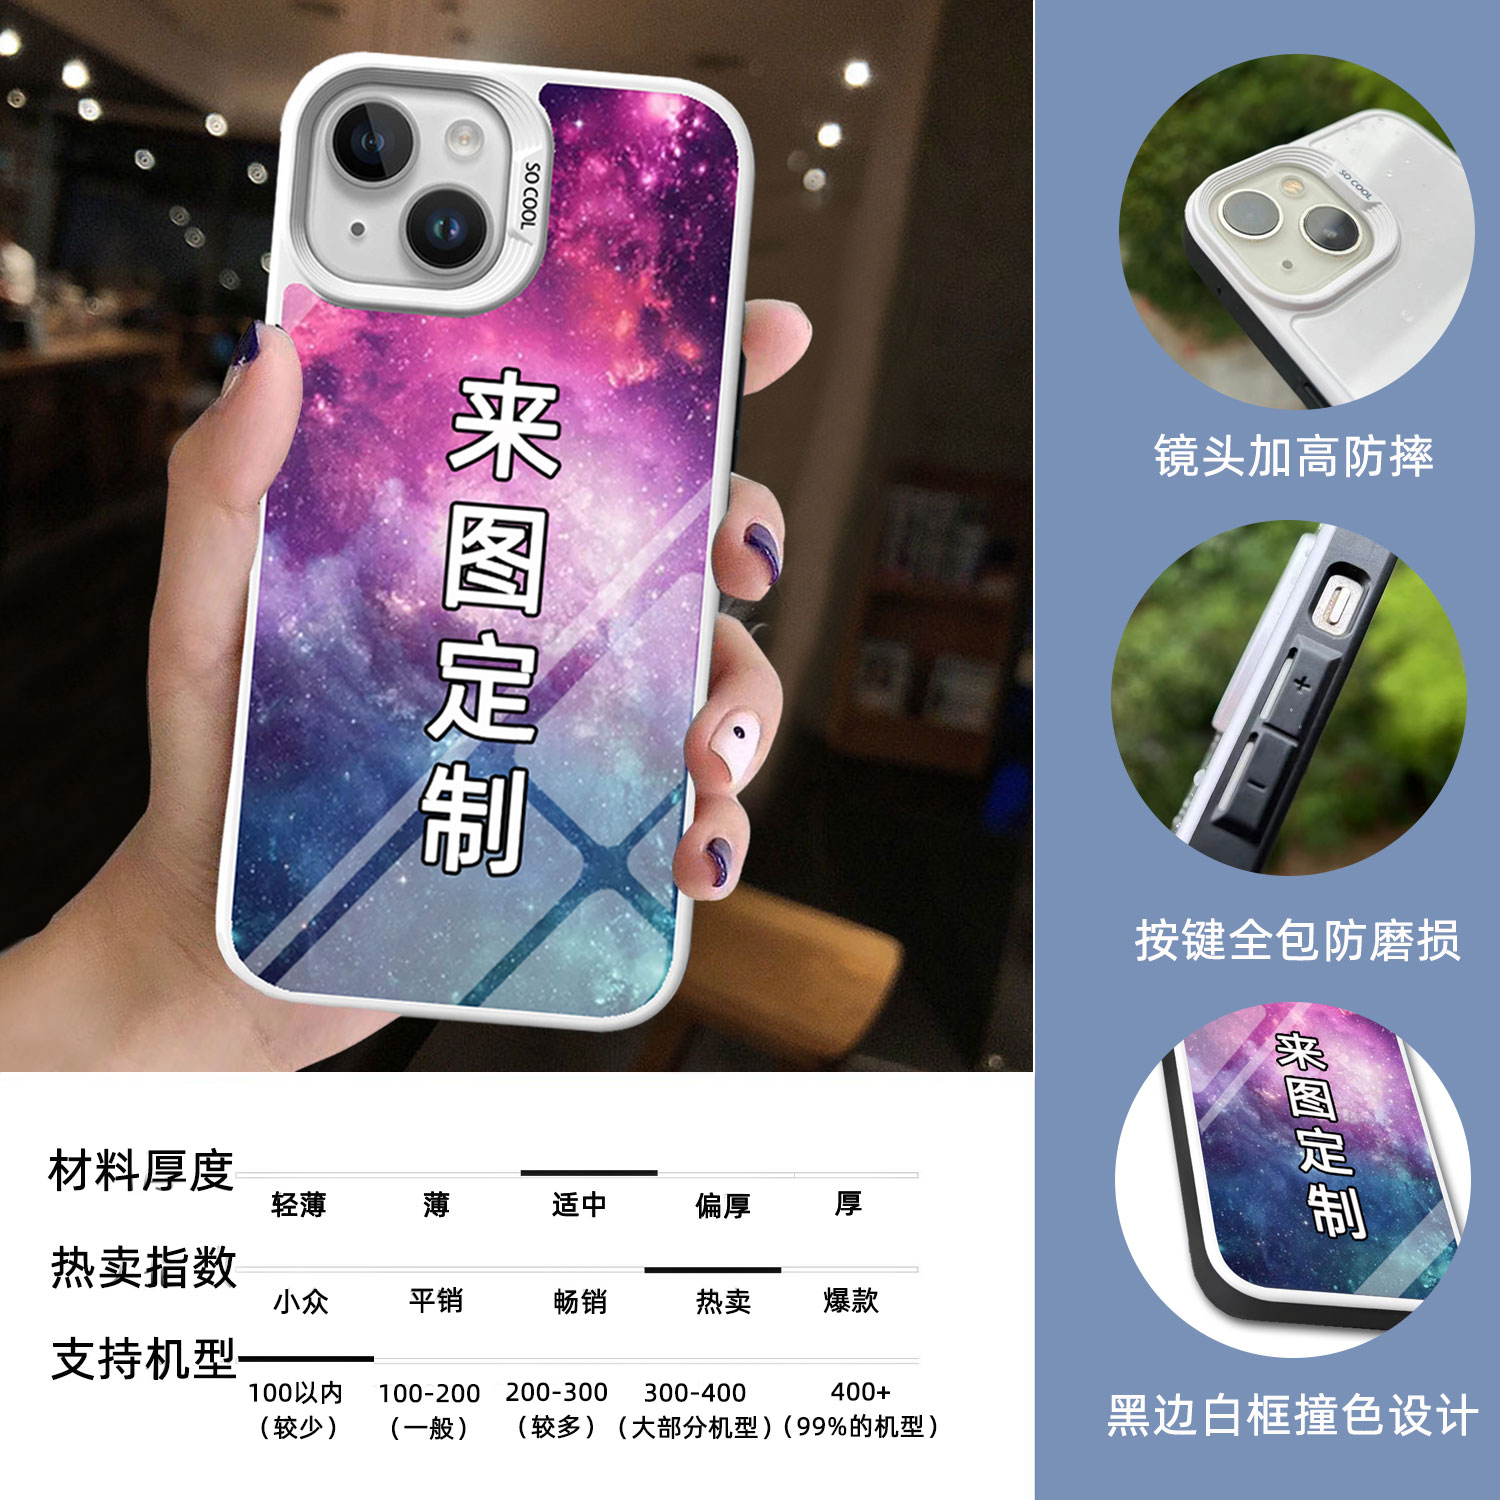 SO COOL
来图定制
SO COOL
镜头加高防摔
+
-
按键全包防磨损
来图定制
黑边白框撞色设计
材料厚度
轻薄 薄 适中 偏厚 厚
热卖指数
小众 平销 畅销 热卖 爆款
支持机型
100以内 100-200 200-300 300-400 400+
（较少） （一般） （较多） （大部分机型） （99%的机型）